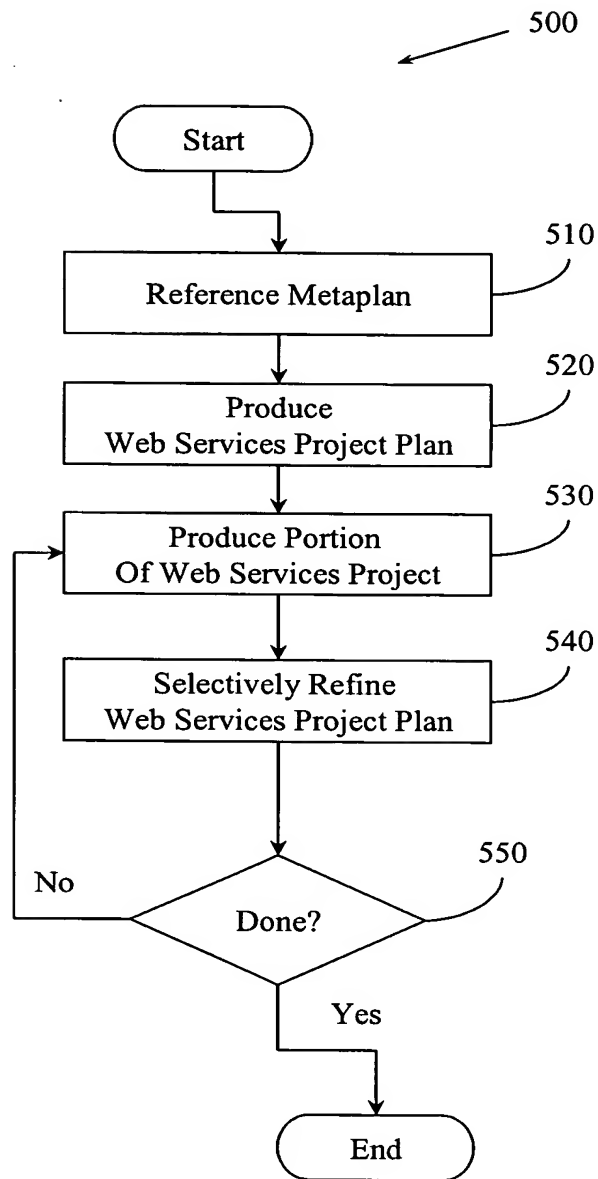 500
Start
510
Reference Metaplan
520
Produce
Web Services Project Plan
530
Produce Portion
Of Web Services Project
540
Selectively Refine
Web Services Project Plan
550
No
Done?
Yes
End